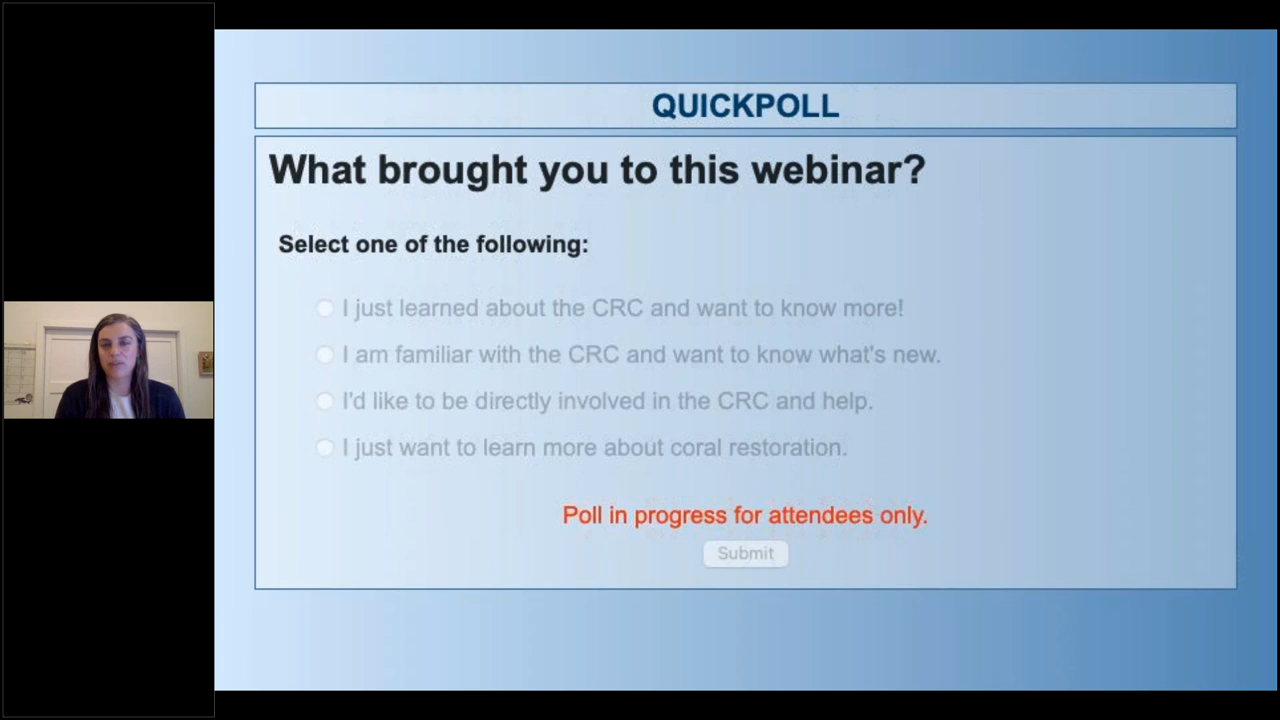 QUICKPOLL
What brought you to this webinar?
Select one of the following:
I just learned about the CRC and want to know more!
I am familiar with the CRC and want to know what's new.
I'd like to be directly involved in the CRC and help.
I just want to learn more about coral restoration.
Poll in progress for attendees only.
Submit